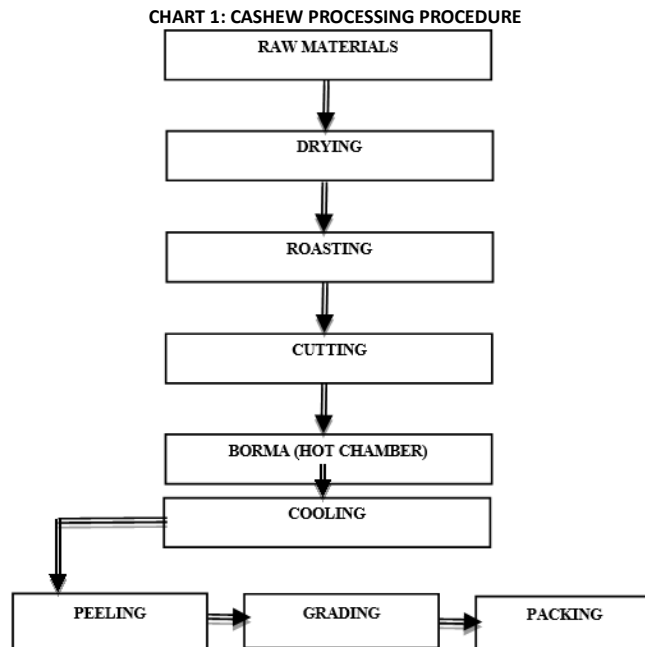 CHART 1: CASHEW PROCESSING PROCEDURE
RAW MATERIALS
DRYING
ROASTING
CUTTING
BORMA (HOT CHAMBER)
COOLING
PEELING
GRADING
PACKING